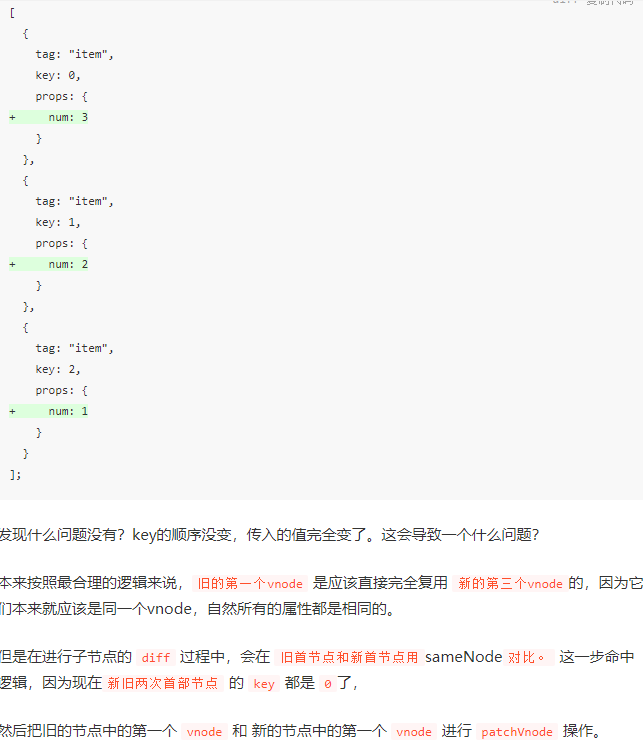 [
{
tag: "item",
key: 0,
props: {
+ num: 3
}
},
{
tag: "item",
key: 1,
props: {
+ num: 2
}
},
{
tag: "item",
key: 2,
props: {
+ num: 1
}
}
];
发现什么问题没有？key的顺序没变，传入的值完全变了。这会导致一个什么问题？
本来按照最合理的逻辑来说，旧的第一个vnode 是应该直接完全复用 新的第三个vnode的，因为它
们本来就应该是同一个vnode，自然所有的属性都是相同的。
但是在进行子节点的 diff 过程中，会在 旧首节点和新首节点用 sameNode 对比。 这一步命中
逻辑，因为现在 新旧两次首部节点 的 key 都是 0 了，
然后把旧的节点中的第一个 vnode 和 新的节点中的第一个 vnode 进行 patchVnode 操作。